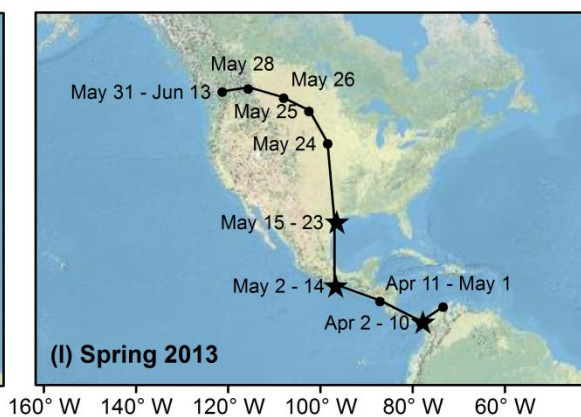 May 28
May 26
May 31 - Jun 13
May 25
May 24
May 15 - 23
May 2 - 14
Apr 11 - May 1
Apr 2 - 10
(I) Spring 2013
160° W
140° W
120° W
100° W
80° W
60° W